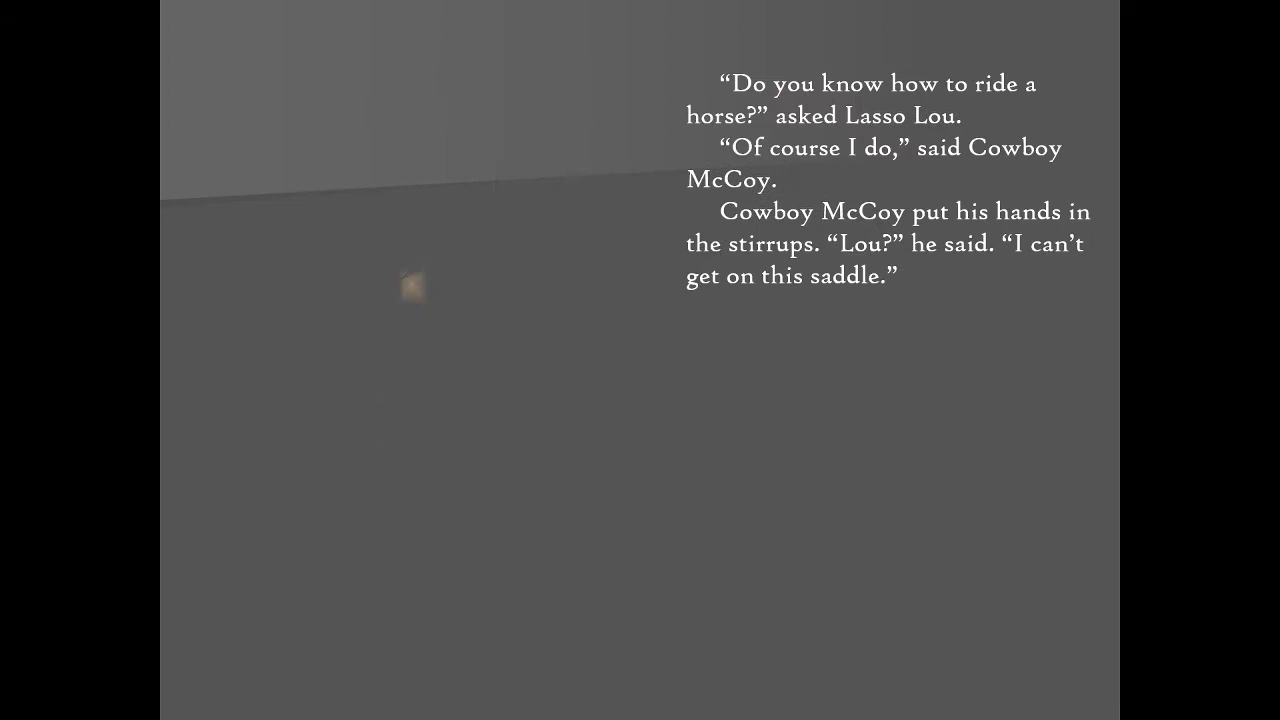 “Do you know how to ride a
horse?” asked Lasso Lou.
“Of course I do,” said Cowboy
McCoy.
Cowboy McCoy put his hands in
the stirrups. “Lou?” he said. “I can’t
get on this saddle.”